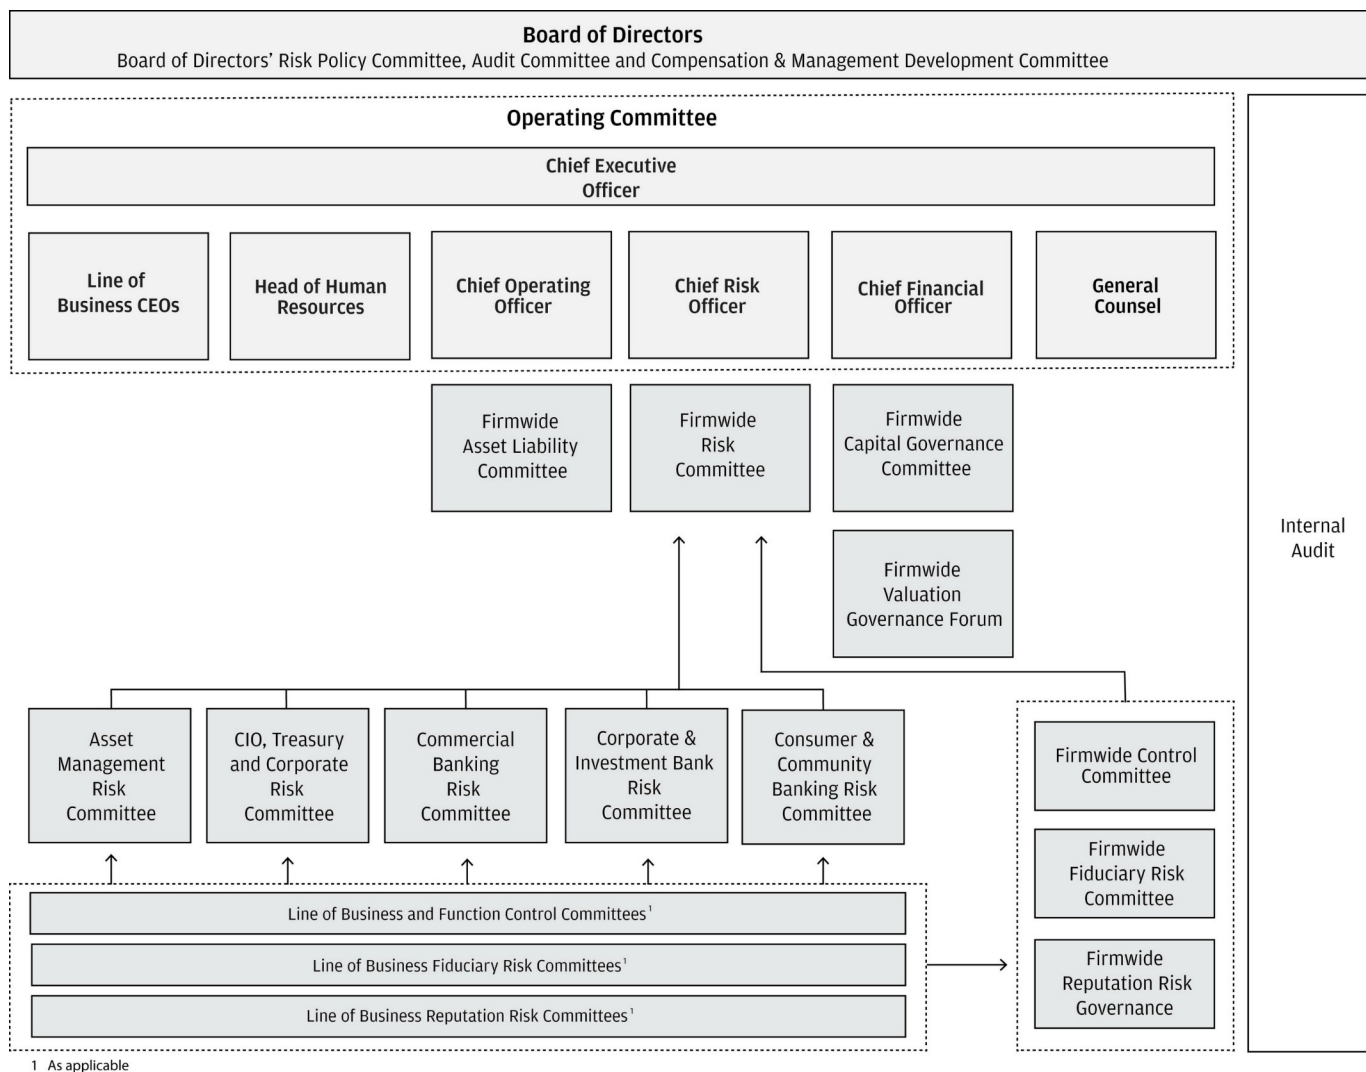 Board of Directors
Board of Directors' Risk Policy Committee, Audit Committee and Compensation & Management Development Committee
Operating Committee
Chief Executive
Officer
Line of
Business CEOs
Head of Human
Resources
Chief Operating
Officer
Chief Risk
Officer
Chief Financial
Officer
General
Counsel
Firmwide
Asset Liability
Committee
Firmwide
Risk
Committee
Firmwide
Capital Governance
Committee
Firmwide
Valuation
Governance Forum
Internal
Audit
Asset
Management
Risk
Committee
CIO, Treasury
and Corporate
Risk
Committee
Commercial
Banking
Risk
Committee
Corporate &
Investment Bank
Risk
Committee
Consumer &
Community
Banking Risk
Committee
Firmwide Control
Committee
Firmwide
Fiduciary Risk
Committee
Firmwide
Reputation Risk
Governance
Line of Business and Function Control Committees¹
Line of Business Fiduciary Risk Committees¹
Line of Business Reputation Risk Committees¹
1 As applicable